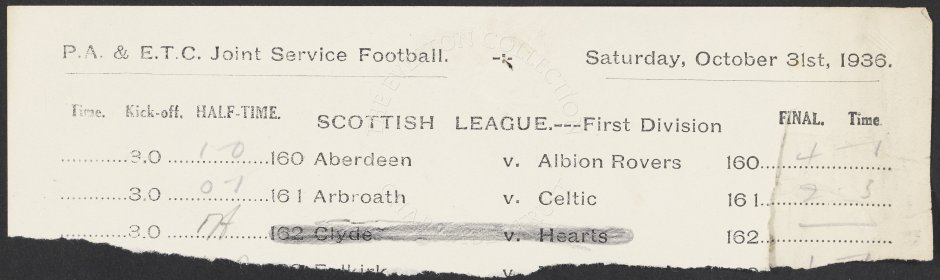 P.A. & E.T.C. Joint Service Football. Saturday, October 31st, 1936.
Time. Kick-off. HALF-TIME. SCOTTISH LEAGUE.---First Division FINAL. Time.
............3.0 ...1-0...160 Aberdeen v. Albion Rovers 160...4-1...
............3.0 ...0-1...161 Arbroath v. Celtic 161...2-3...
............3.0 ............162 Clyde v. Hearts 162............